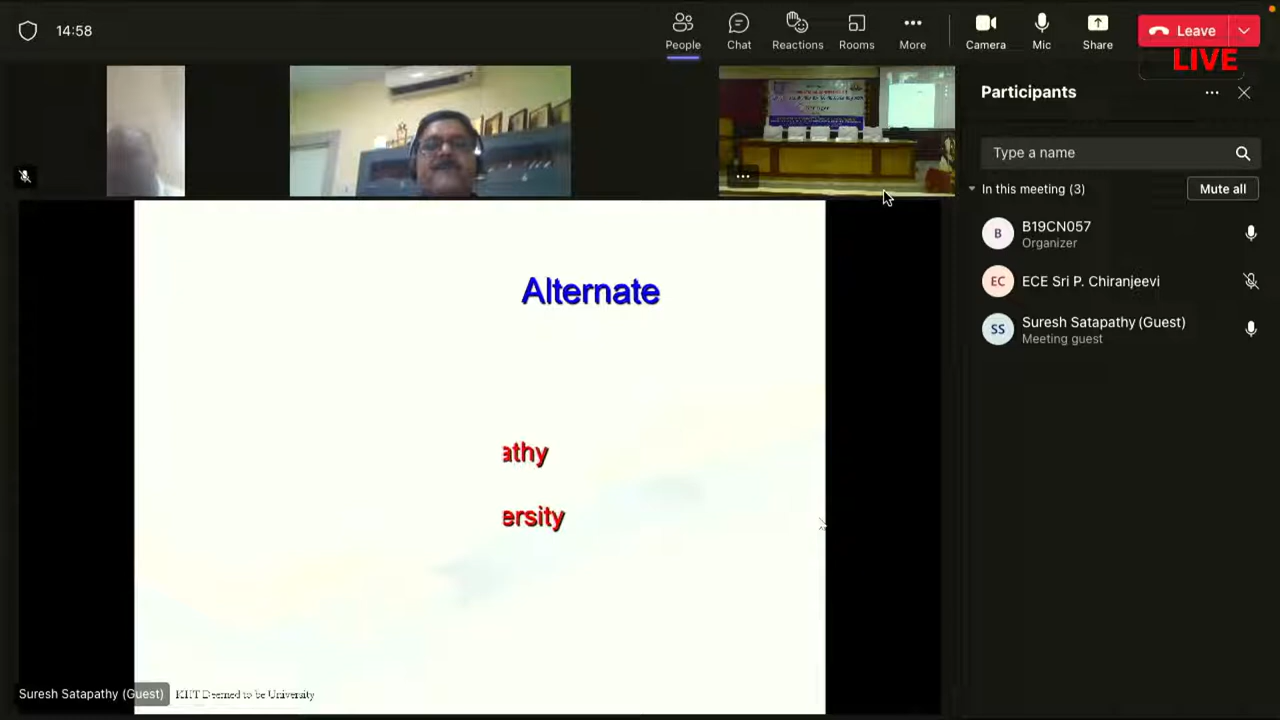 14:58
People
Chat
Reactions
Rooms
More
Camera
Mic
Share
Leave
LIVE
Participants
Type a name
In this meeting (3)
Mute all
B
B19CN057
Organizer
EC
ECE Sri P. Chiranjeevi
SS
Suresh Satapathy (Guest)
Meeting guest
Alternate
athy
ersity
Suresh Satapathy (Guest)
KIIT Deemed to be University